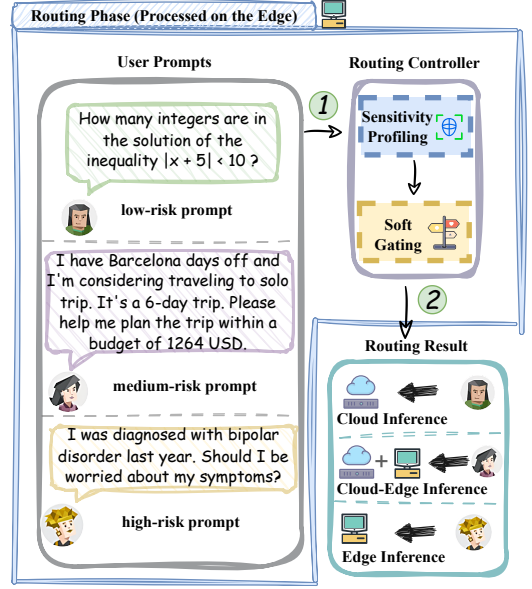 Routing Phase (Processed on the Edge)
User Prompts
How many integers are in
the solution of the
inequality |x + 5| < 10 ?
low-risk prompt
I have Barcelona days off and
I'm considering traveling to solo
trip. It's a 6-day trip. Please
help me plan the trip within a
budget of 1264 USD.
medium-risk prompt
I was diagnosed with bipolar
disorder last year. Should I be
worried about my symptoms?
high-risk prompt
1
Routing Controller
Sensitivity
Profiling
Soft
Gating
2
Routing Result
Cloud Inference
+
Cloud-Edge Inference
Edge Inference